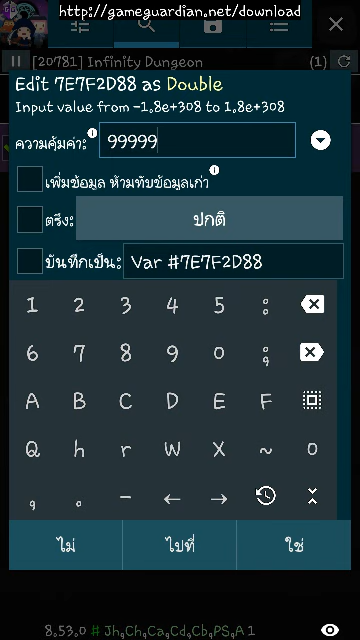 http://gameguardian.net/download
[20781] Infinity Dungeon (1)
Edit 7E7F2D88 as Double
Input value from -1,8e+308 to 1,8e+308
ความคุ้มค่า: 99999
เพิ่มข้อมูล ห้ามทับข้อมูลเก่า
ตรึง: ปกติ
บันทึกเป็น: Var #7E7F2D88
1 2 3 4 5 :
6 7 8 9 0 ;
A B C D E F
Q h r W X ~ o
, . - ← →
ไม่ ไปที่ ใช่
8.53.0 # Jh,Ch,Ca,Cd,Cb,PS,A 1